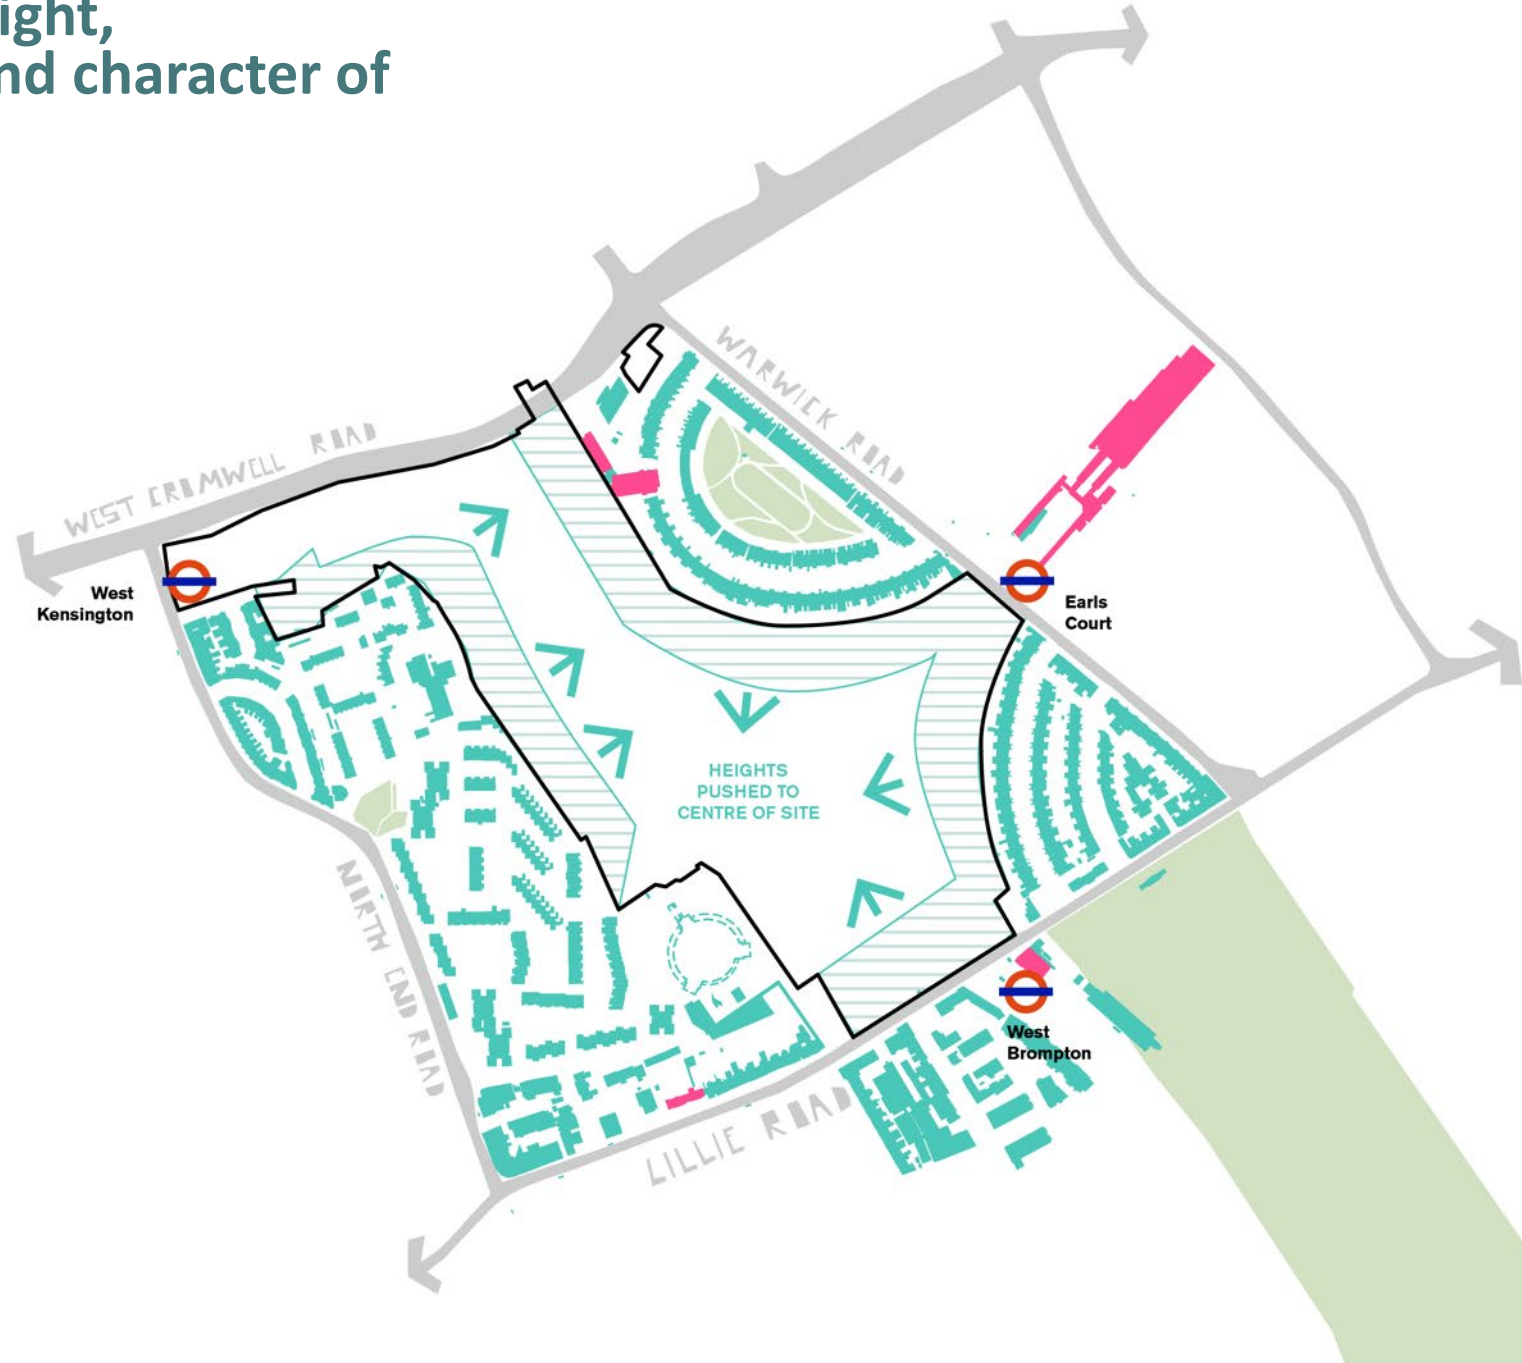 ight,
nd character of
WARWICK ROAD
WEST CROMWELL ROAD
West
Kensington
Earls
Court
HEIGHTS
PUSHED TO
CENTRE OF SITE
NORTH END ROAD
West
Brompton
LILLIE ROAD